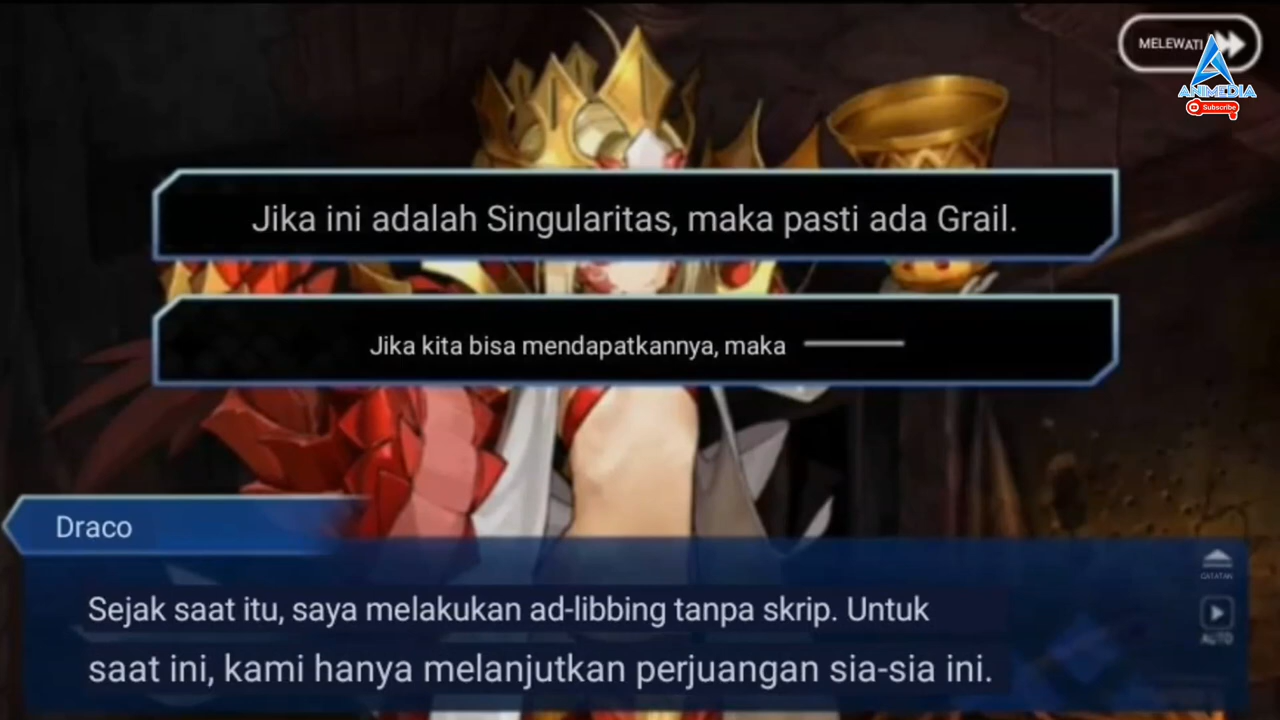 MELEWATI
ANIMEDIA
Subscribe
Jika ini adalah Singularitas, maka pasti ada Grail.
Jika kita bisa mendapatkannya, maka ———
Draco
Sejak saat itu, saya melakukan ad-libbing tanpa skrip. Untuk
saat ini, kami hanya melanjutkan perjuangan sia-sia ini.
CATATAN
AUTO